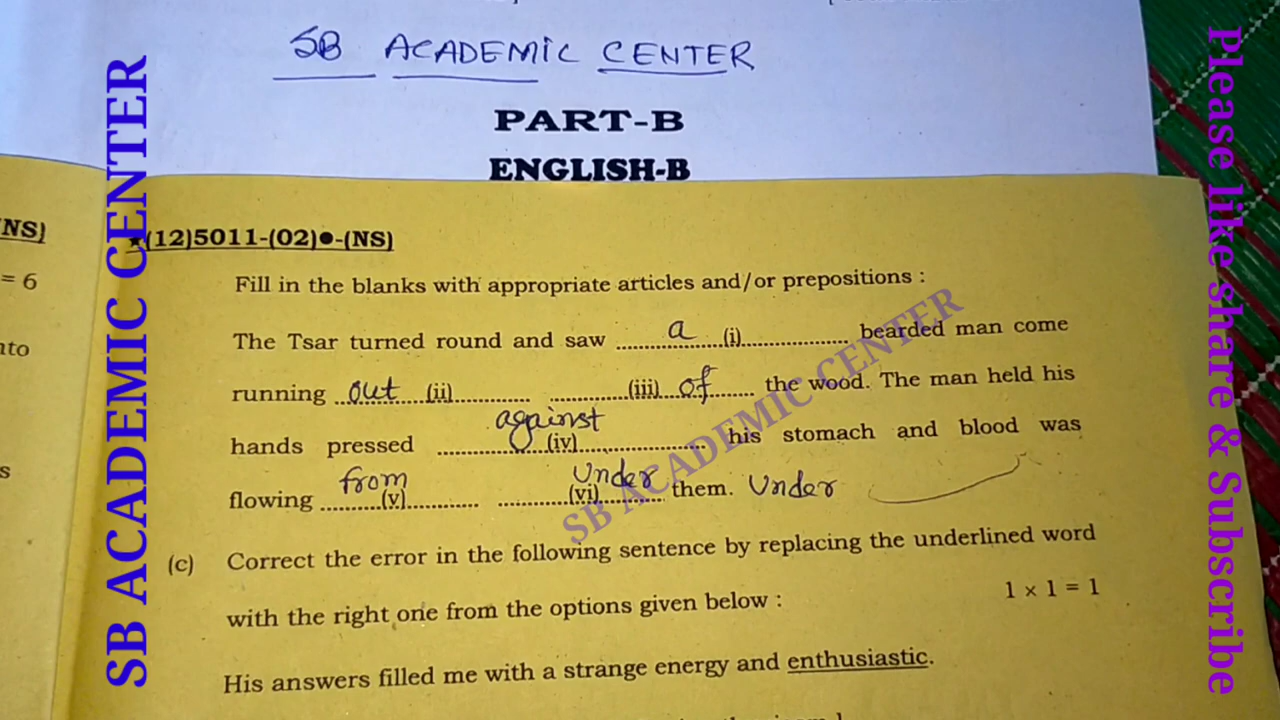 SB ACADEMIC CENTER
PART-B
ENGLISH-B
NS)
★(12)5011-(02)●-(NS)
= 6
Fill in the blanks with appropriate articles and/or prepositions :
The Tsar turned round and saw ...... a ......(i)...... bearded man come
running ...out...(ii)...... ......(iii)...of... the wood. The man held his
hands pressed ......against...(iv)...... his stomach and blood was
flowing ...from...(v)...... ......under...(vi)...... them. Under
(c) Correct the error in the following sentence by replacing the underlined word
with the right one from the options given below : 1 × 1 = 1
His answers filled me with a strange energy and enthusiastic.
SB ACADEMIC CENTER
SB ACADEMIC CENTER
Please like share & Subscribe